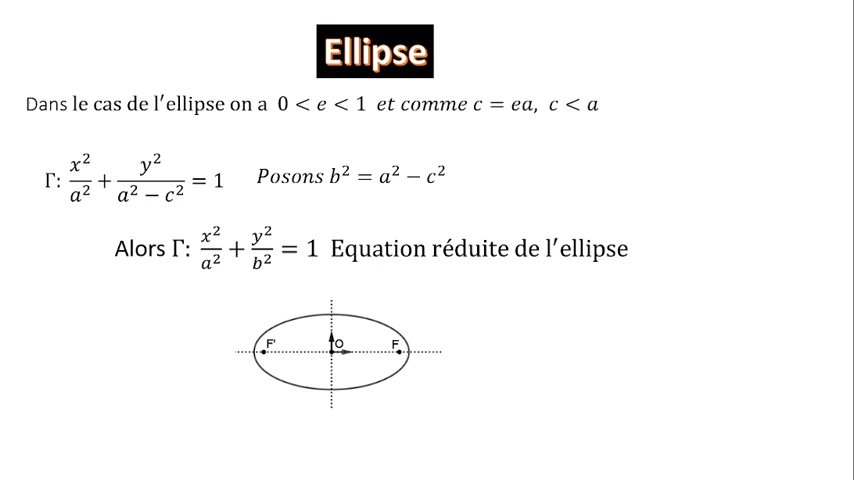 Ellipse
Dans le cas de l'ellipse on a 0 < e < 1 et comme c = ea, c < a
Γ: x²/a² + y²/(a² − c²) = 1 Posons b² = a² − c²
Alors Γ: x²/a² + y²/b² = 1 Equation réduite de l'ellipse
F' O F